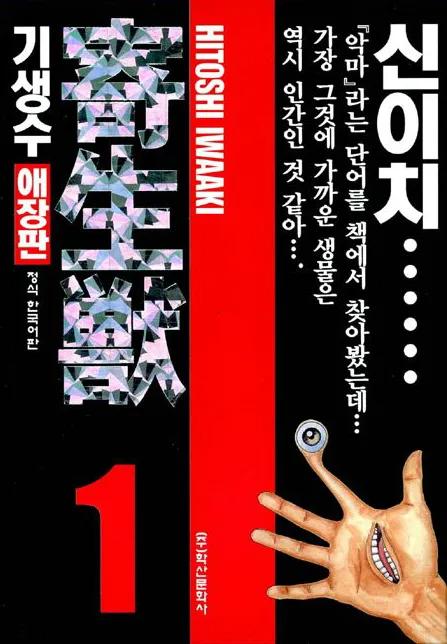 신이치……
『악마』라는 단어를 책에서 찾아봤는데…
가장 그것에 가까운 생물은
역시 인간인 것 같아….
HITOSHI IWAAKI
寄生獣
기생수 애장판
정식 한국어판
1
(주)학산문화사